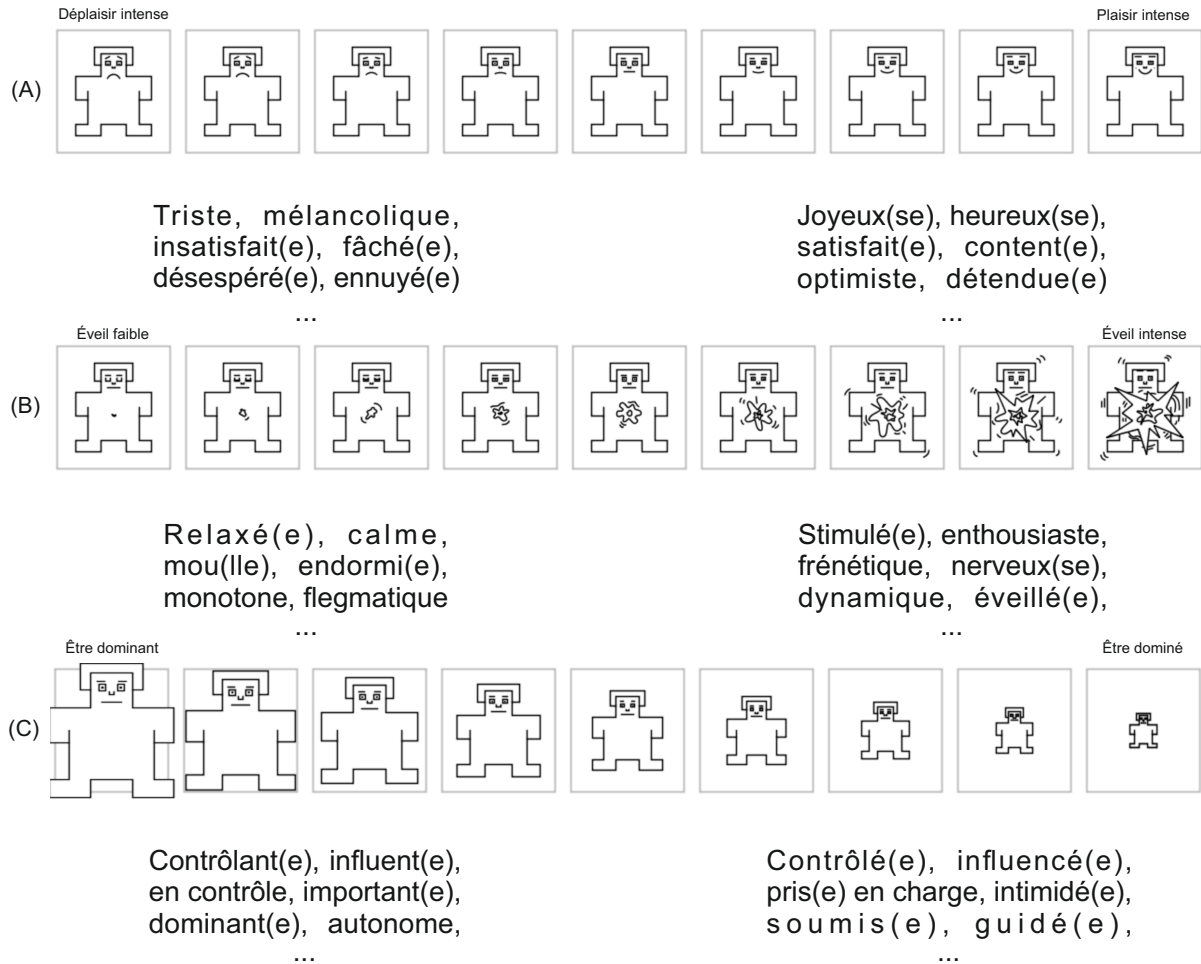 Déplaisir intense
Plaisir intense
(A)
Triste, mélancolique,
insatisfait(e), fâché(e),
désespéré(e), ennuyé(e)
...
Joyeux(se), heureux(se),
satisfait(e), content(e),
optimiste, détendue(e)
...
Éveil faible
Éveil intense
(B)
Relaxé(e), calme,
mou(lle), endormi(e),
monotone, flegmatique
...
Stimulé(e), enthousiaste,
frénétique, nerveux(se),
dynamique, éveillé(e),
...
Être dominant
Être dominé
(C)
Contrôlant(e), influent(e),
en contrôle, important(e),
dominant(e), autonome,
...
Contrôlé(e), influencé(e),
pris(e) en charge, intimidé(e),
soumis(e), guidé(e),
...